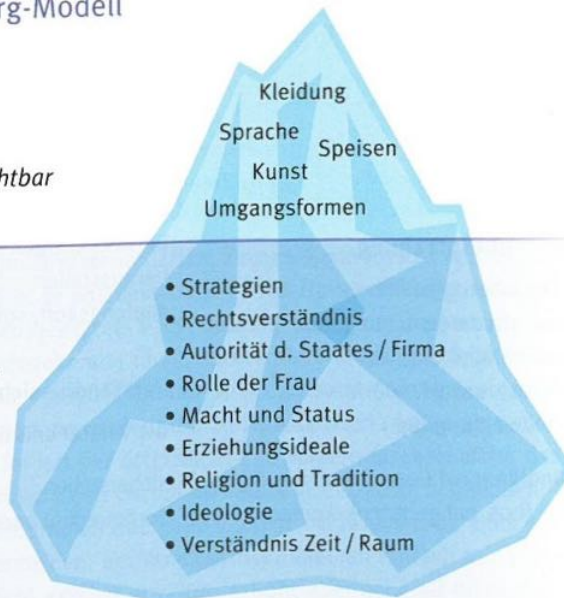 rg-Modell
Kleidung
Sprache
Speisen
Kunst
htbar
Umgangsformen
• Strategien
• Rechtsverständnis
• Autorität d. Staates / Firma
• Rolle der Frau
• Macht und Status
• Erziehungsideale
• Religion und Tradition
• Ideologie
• Verständnis Zeit / Raum